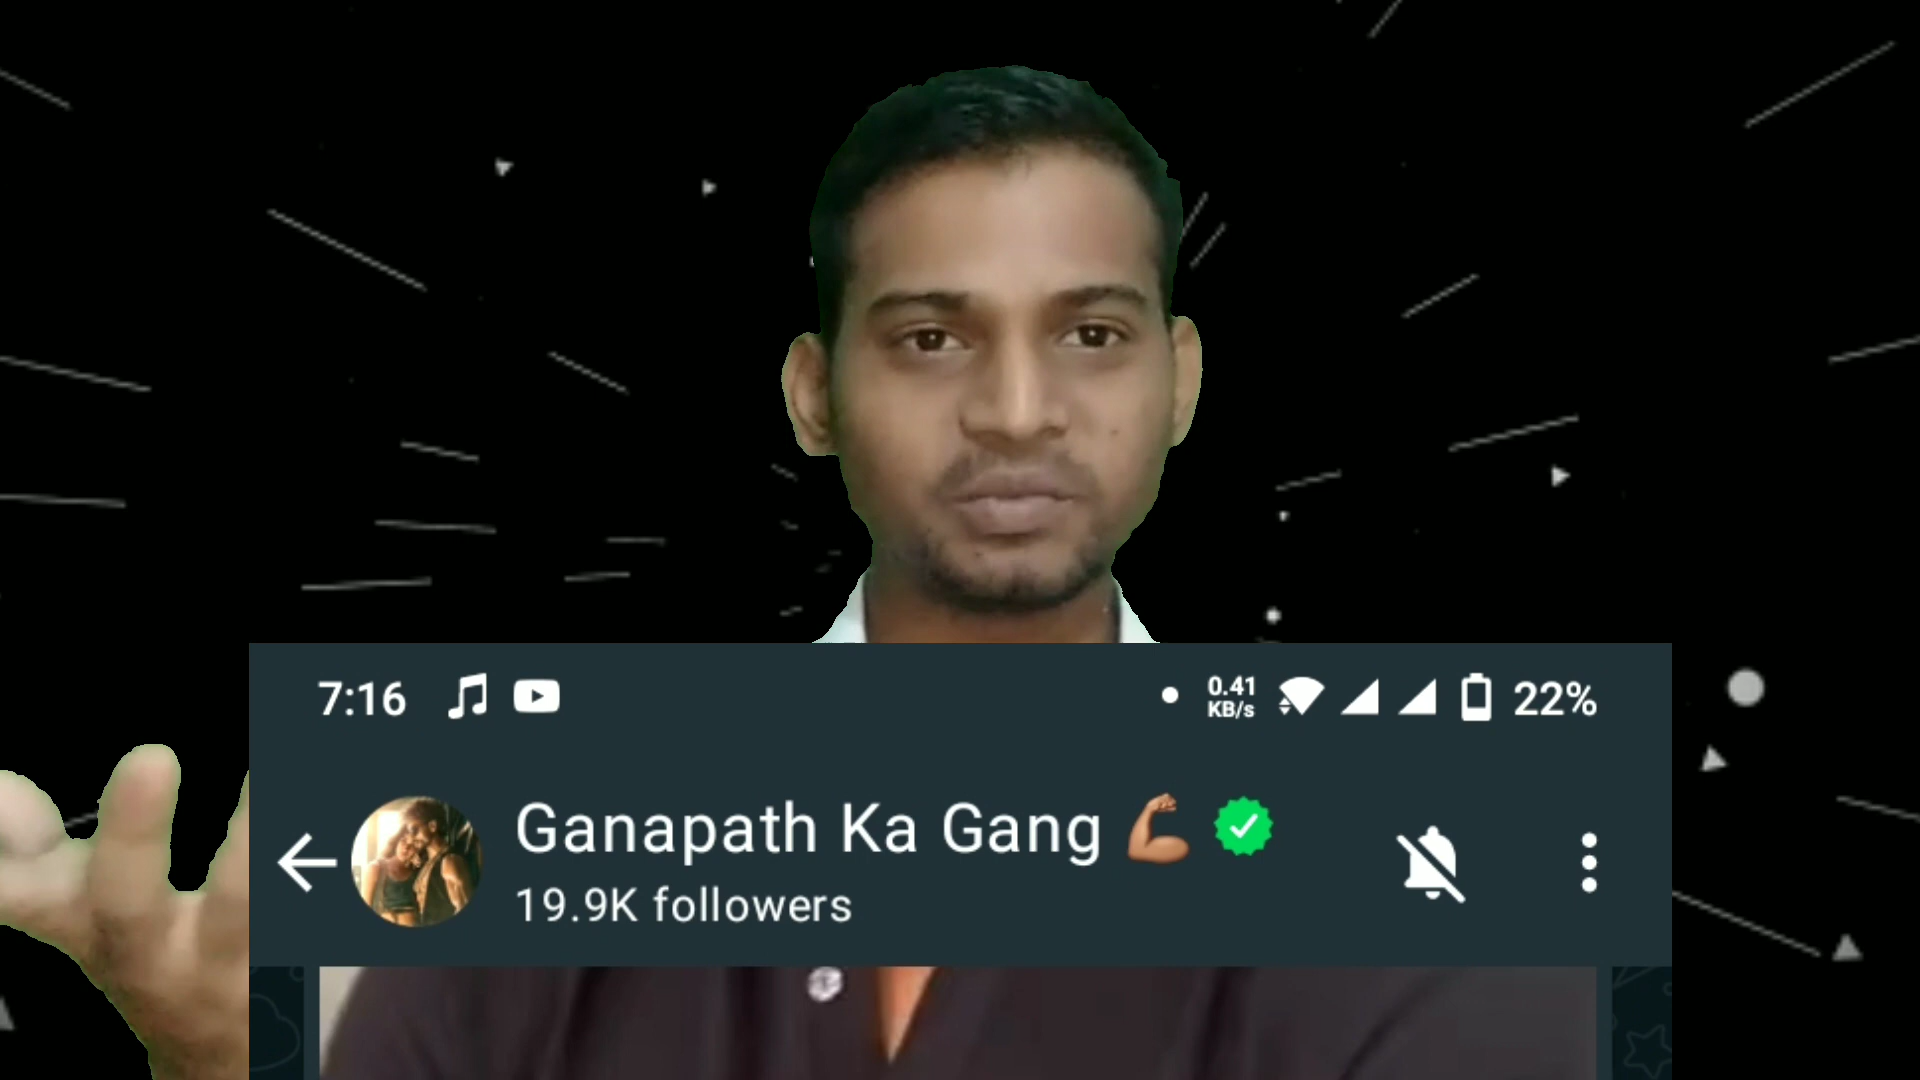 7:16 0.41 KB/s 22%
Ganapath Ka Gang 💪🏽
19.9K followers